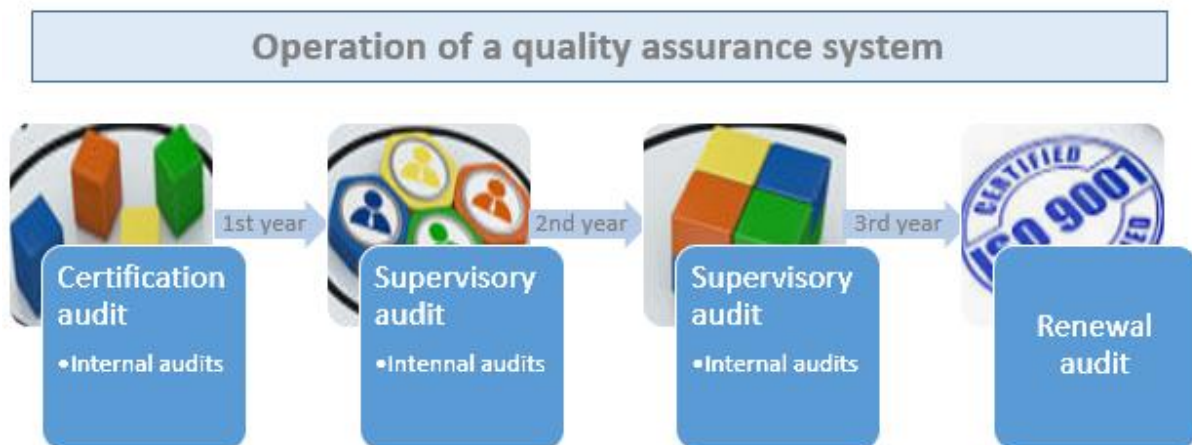 Operation of a quality assurance system
1st year
2nd year
3rd year
CERTIFIED
ISO 9001
Certification
audit
•Internal audits
Supervisory
audit
•Intennal audits
Supervisory
audit
•Internal audits
Renewal
audit